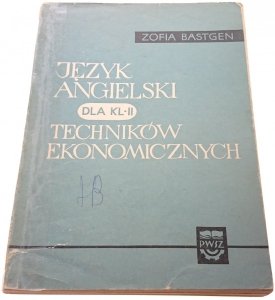 ZOFIA BASTGEN
JĘZYK
ANGIELSKI
DLA KL·II
TECHNIKÓW
EKONOMICZNYCH
PWSZ